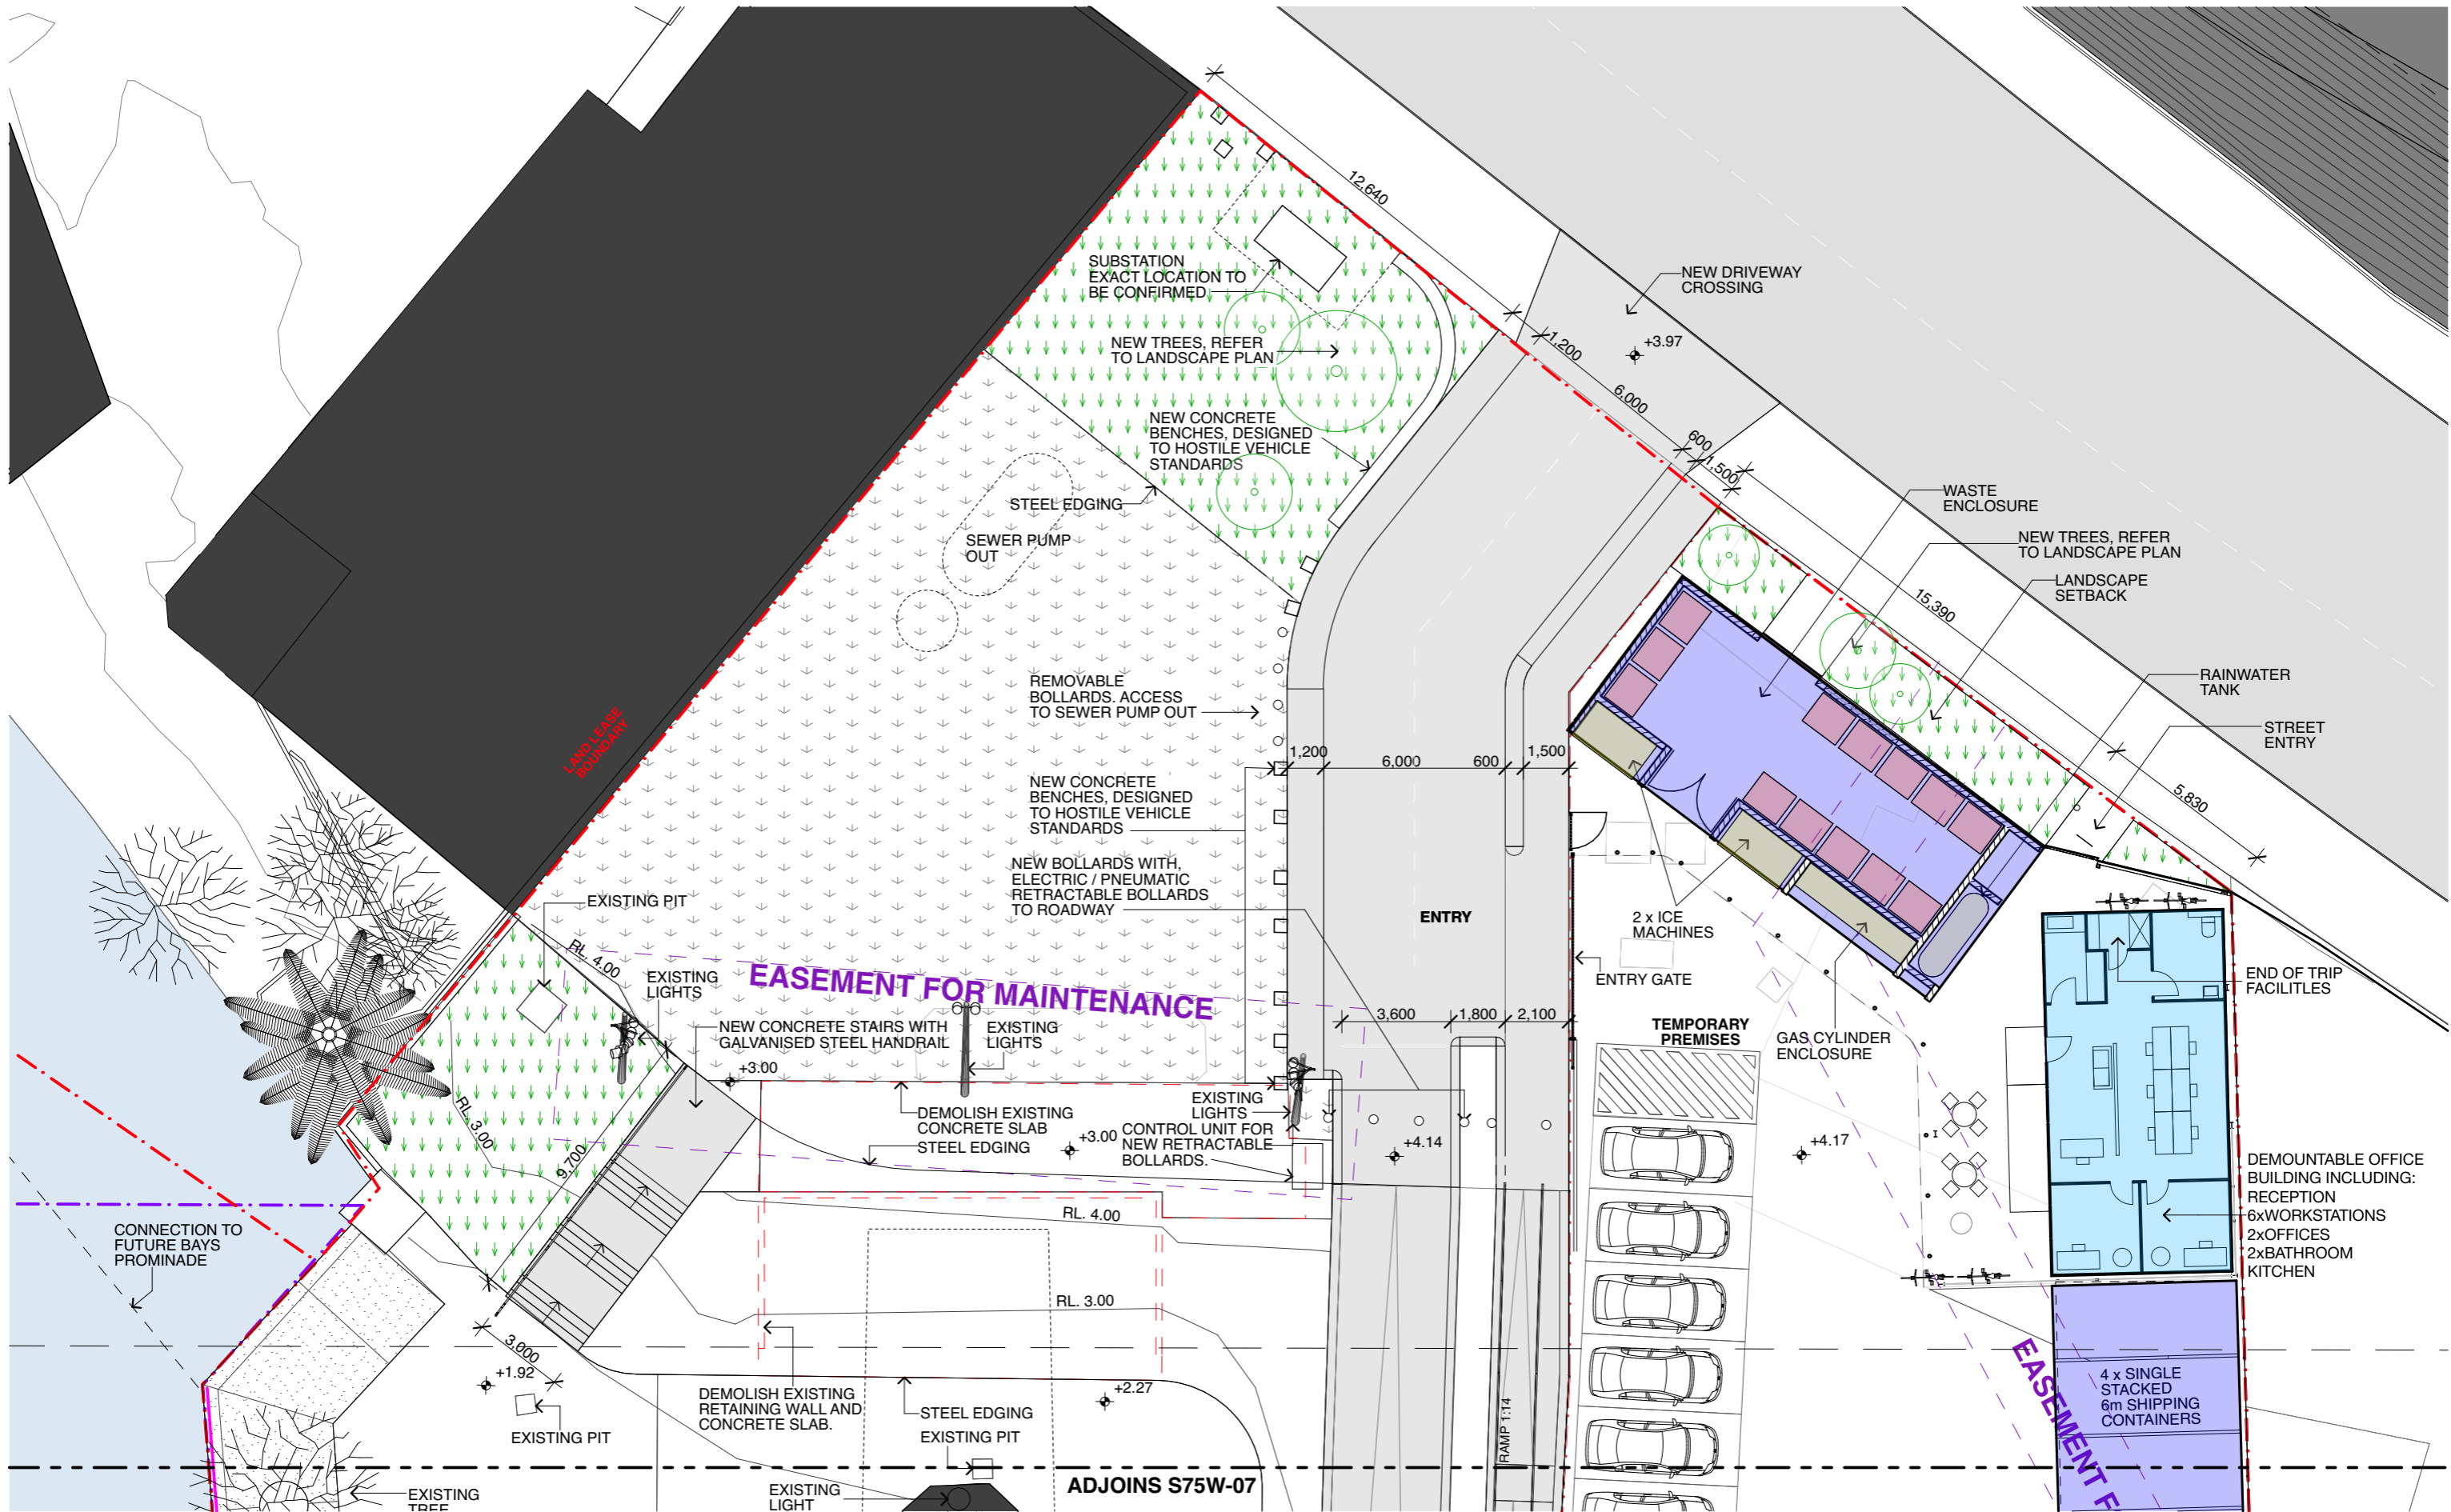 12,640
SUBSTATION
EXACT LOCATION TO
BE CONFIRMED
NEW DRIVEWAY
CROSSING
+3.97
1,200
6,000
600
1,500
NEW TREES, REFER
TO LANDSCAPE PLAN
NEW CONCRETE
BENCHES, DESIGNED
TO HOSTILE VEHICLE
STANDARDS
STEEL EDGING
SEWER PUMP
OUT
WASTE
ENCLOSURE
NEW TREES, REFER
TO LANDSCAPE PLAN
LANDSCAPE
SETBACK
15,390
RAINWATER
TANK
STREET
ENTRY
5,830
LAND LEASE
BOUNDARY
REMOVABLE
BOLLARDS. ACCESS
TO SEWER PUMP OUT
1,200
6,000
600
1,500
NEW CONCRETE
BENCHES, DESIGNED
TO HOSTILE VEHICLE
STANDARDS
NEW BOLLARDS WITH,
ELECTRIC / PNEUMATIC
RETRACTABLE BOLLARDS
TO ROADWAY
ENTRY
2 x ICE
MACHINES
ENTRY GATE
END OF TRIP
FACILITLES
EXISTING PIT
RL. 4.00
EXISTING
LIGHTS
EASEMENT FOR MAINTENANCE
NEW CONCRETE STAIRS WITH
GALVANISED STEEL HANDRAIL
EXISTING
LIGHTS
3,600
1,800
2,100
TEMPORARY
PREMISES
GAS CYLINDER
ENCLOSURE
+3.00
RL. 3.00
9,700
DEMOLISH EXISTING
CONCRETE SLAB
STEEL EDGING
+3.00
EXISTING
LIGHTS
CONTROL UNIT FOR
NEW RETRACTABLE
BOLLARDS.
+4.14
+4.17
DEMOUNTABLE OFFICE
BUILDING INCLUDING:
RECEPTION
6xWORKSTATIONS
2xOFFICES
2xBATHROOM
KITCHEN
CONNECTION TO
FUTURE BAYS
PROMINADE
RL. 4.00
RL. 3.00
3,000
+1.92
EXISTING PIT
DEMOLISH EXISTING
RETAINING WALL AND
CONCRETE SLAB.
+2.27
STEEL EDGING
EXISTING PIT
RAMP 1:14
EASEMENT F
4 x SINGLE
STACKED
6m SHIPPING
CONTAINERS
ADJOINS S75W-07
EXISTING
LIGHT
EXISTING
TREE